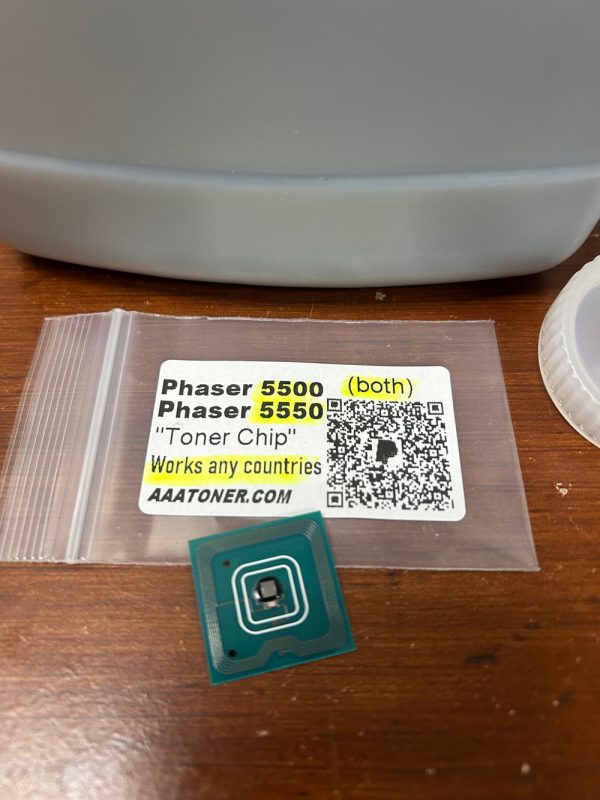 Phaser 5500 (both)
Phaser 5550
"Toner Chip"
Works any countries
AAATONER.COM